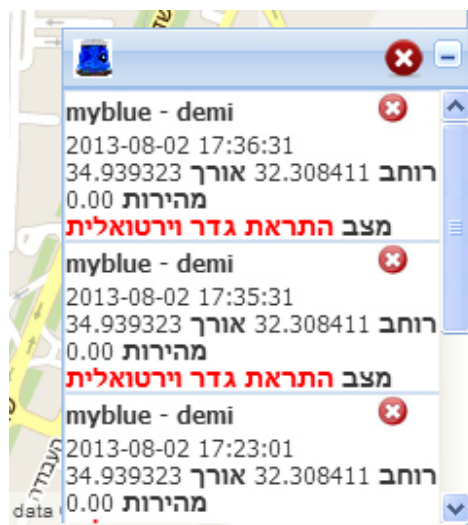 myblue - demi
2013-08-02 17:36:31
רוחב 32.308411 אורך 34.939323
מהירות 0.00
מצב התראת גדר וירטואלית
myblue - demi
2013-08-02 17:35:31
רוחב 32.308411 אורך 34.939323
מהירות 0.00
מצב התראת גדר וירטואלית
myblue - demi
2013-08-02 17:23:01
רוחב 32.308411 אורך 34.939323
מהירות 0.00
העבודה
data